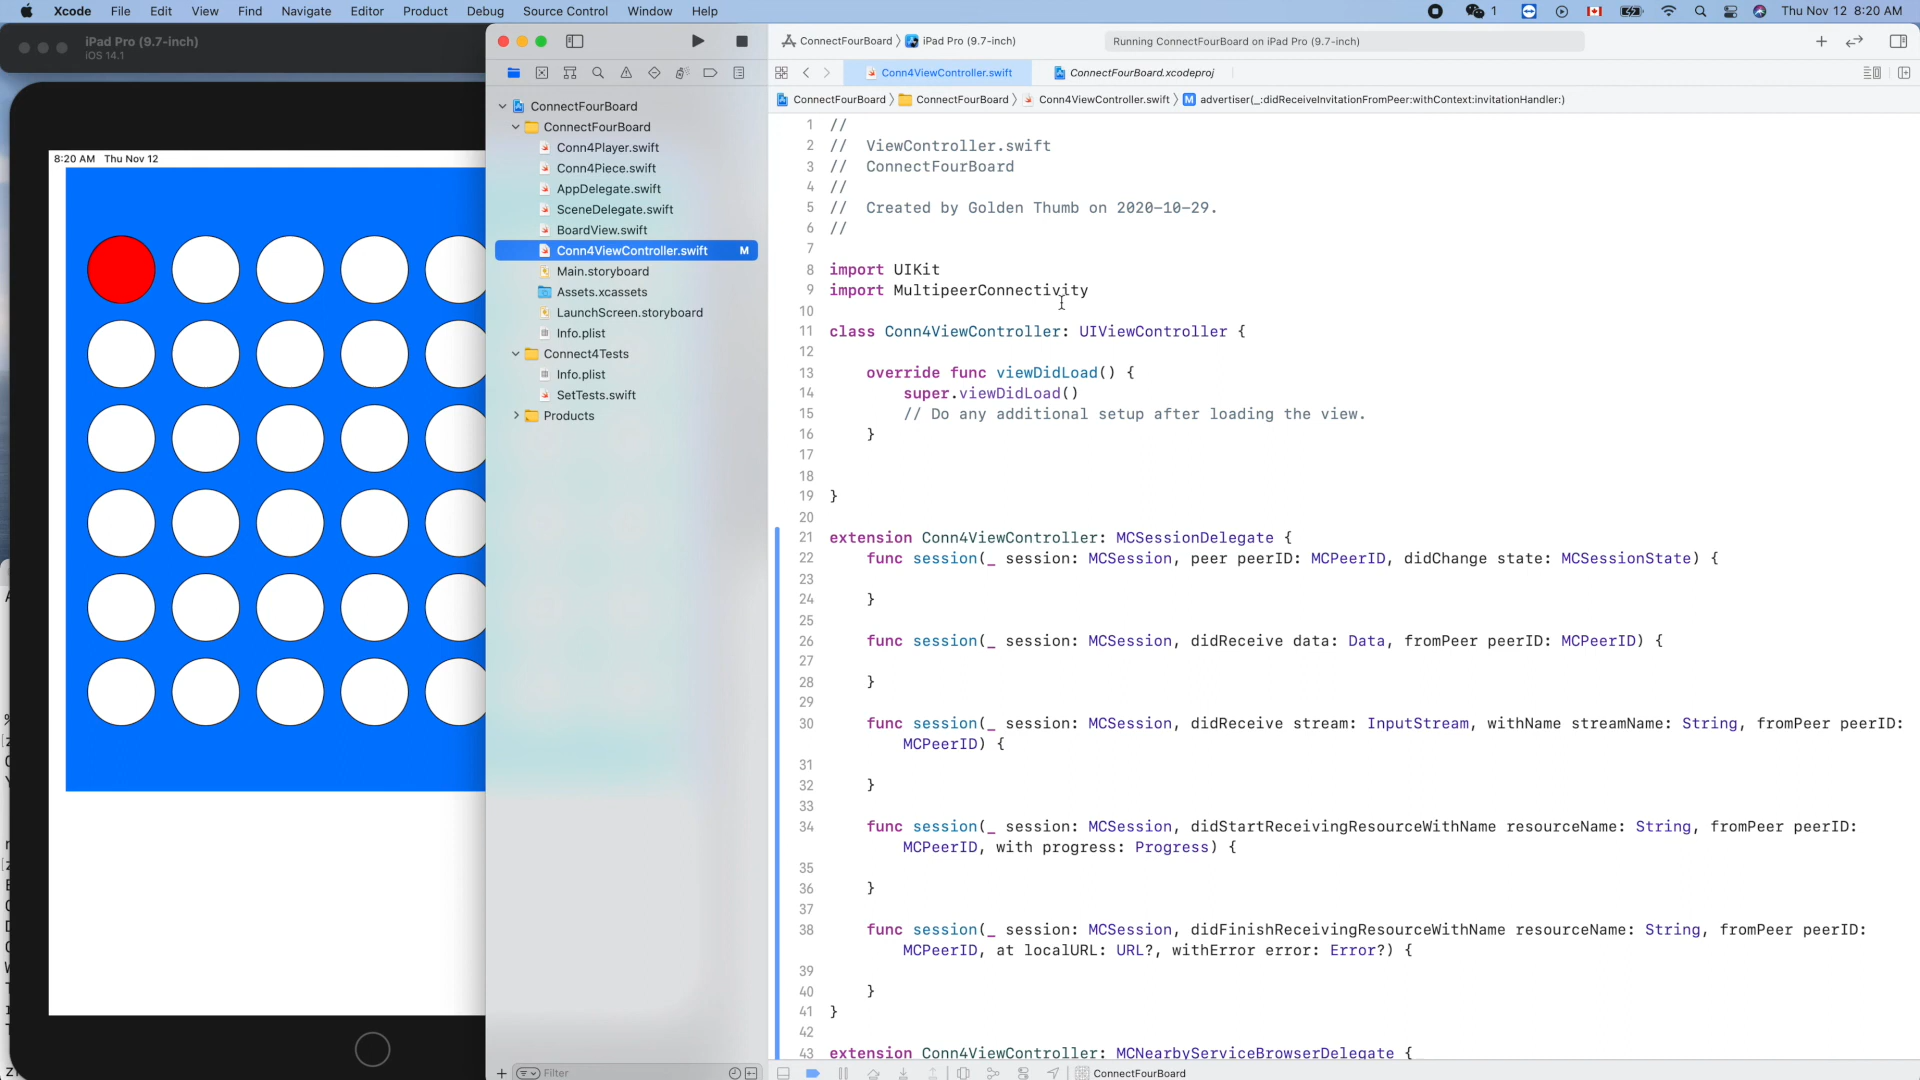 Xcode File Edit View Find Navigate Editor Product Debug Source Control Window Help
1
Thu Nov 12 8:20 AM
iPad Pro (9.7-inch)
iOS 14.1
8:20 AM Thu Nov 12
ConnectFourBoard
ConnectFourBoard
Conn4Player.swift
Conn4Piece.swift
AppDelegate.swift
SceneDelegate.swift
BoardView.swift
Conn4ViewController.swift M
Main.storyboard
Assets.xcassets
LaunchScreen.storyboard
Info.plist
Connect4Tests
Info.plist
SetTests.swift
Products
Filter
ConnectFourBoard iPad Pro (9.7-inch)
Running ConnectFourBoard on iPad Pro (9.7-inch)
Conn4ViewController.swift ConnectFourBoard.xcodeproj
ConnectFourBoard ConnectFourBoard Conn4ViewController.swift M advertiser(_:didReceiveInvitationFromPeer:withContext:invitationHandler:)
1 //
2 // ViewController.swift
3 // ConnectFourBoard
4 //
5 // Created by Golden Thumb on 2020-10-29.
6 //
7
8 import UIKit
9 import MultipeerConnectivity
10
11 class Conn4ViewController: UIViewController {
12
13 override func viewDidLoad() {
14 super.viewDidLoad()
15 // Do any additional setup after loading the view.
16 }
17
18
19 }
20
21 extension Conn4ViewController: MCSessionDelegate {
22 func session(_ session: MCSession, peer peerID: MCPeerID, didChange state: MCSessionState) {
23
24 }
25
26 func session(_ session: MCSession, didReceive data: Data, fromPeer peerID: MCPeerID) {
27
28 }
29
30 func session(_ session: MCSession, didReceive stream: InputStream, withName streamName: String, fromPeer peerID:
MCPeerID) {
31
32 }
33
34 func session(_ session: MCSession, didStartReceivingResourceWithName resourceName: String, fromPeer peerID:
MCPeerID, with progress: Progress) {
35
36 }
37
38 func session(_ session: MCSession, didFinishReceivingResourceWithName resourceName: String, fromPeer peerID:
MCPeerID, at localURL: URL?, withError error: Error?) {
39
40 }
41 }
42
43 extension Conn4ViewController: MCNearbyServiceBrowserDelegate {
ConnectFourBoard